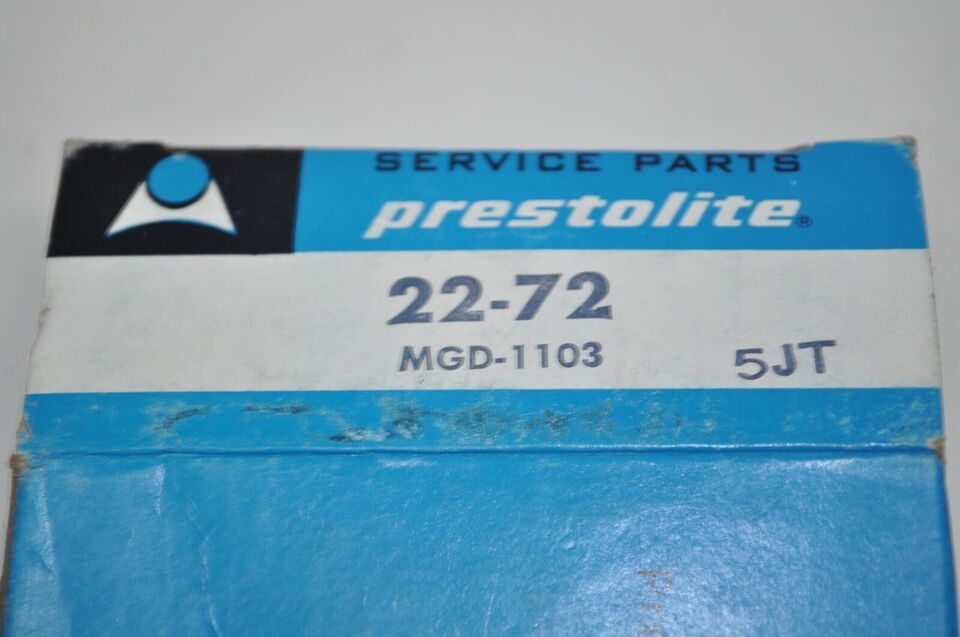 SERVICE PARTS
prestolite®
22-72
MGD-1103
5JT